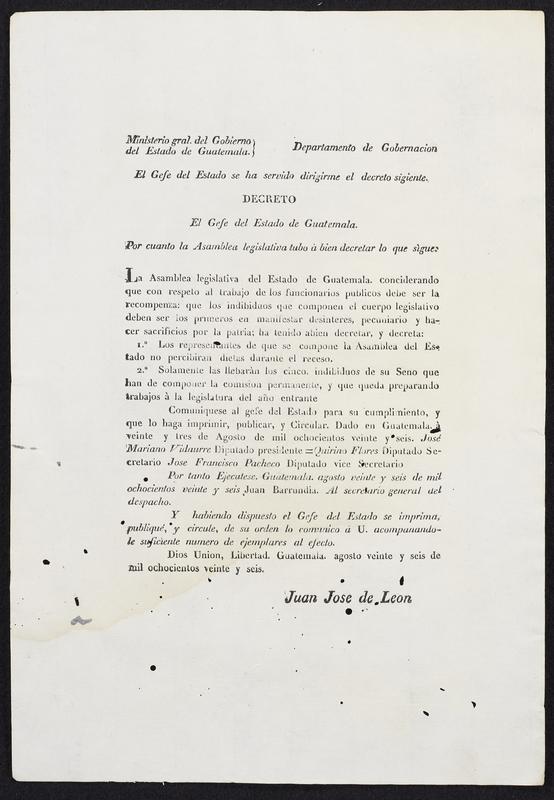 Ministerio gral. del Gobierno
del Estado de Guatemala.}
Departamento de Gobernacion
El Gefe del Estado se ha servido dirigirme el decreto sigiente.
DECRETO
El Gefe del Estado de Guatemala.
Por cuanto la Asamblea legislativa tubo à bien decretar lo que sigue:
La Asamblea legislativa del Estado de Guatemala. conciderando
que con respeto al trabajo de los funcionarios publicos debe ser la
recompenza: que los indibiduos que componen el cuerpo legislativo
deben ser los primeros en manifestar desinteres, pecuniario y ha-
cer sacrificios por la patria; ha tenido abien decretar, y decreta:
1.° Los representantes de que se compone la Asamblea del Es-
tado no percibiran dietas durante el receso.
2.° Solamente las llebaràn los cinco. indibiduos de su Seno que
han de componer la comision permanente, y que queda preparando
trabajos à la legislatura del año entrante
Comuniquese al gefe del Estado para su cumplimiento, y
que lo haga imprimir, publicar, y Circular. Dado en Guatemala. à
veinte y tres de Agosto de mil ochocientos veinte y seis. José
Mariano Vidaurre Diputado presidente =Quirino Flores Diputado Se-
cretario Jose Francisco Pacheco Diputado vice Secretario
Por tanto Ejecutese. Guatemala. agosto veinte y seis de mil
ochocientos veinte y seis Juan Barrundia. Al secretario general del
despacho.
Y habiendo dispuesto el Gefe del Estado se imprima,
publiqué, y circule, de su orden lo comunico á U. acompanando-
le suficiente numero de ejemplares al efecto.
Dios Union, Libertad. Guatemala. agosto veinte y seis de
mil ochocientos veinte y seis.
Juan Jose de Leon